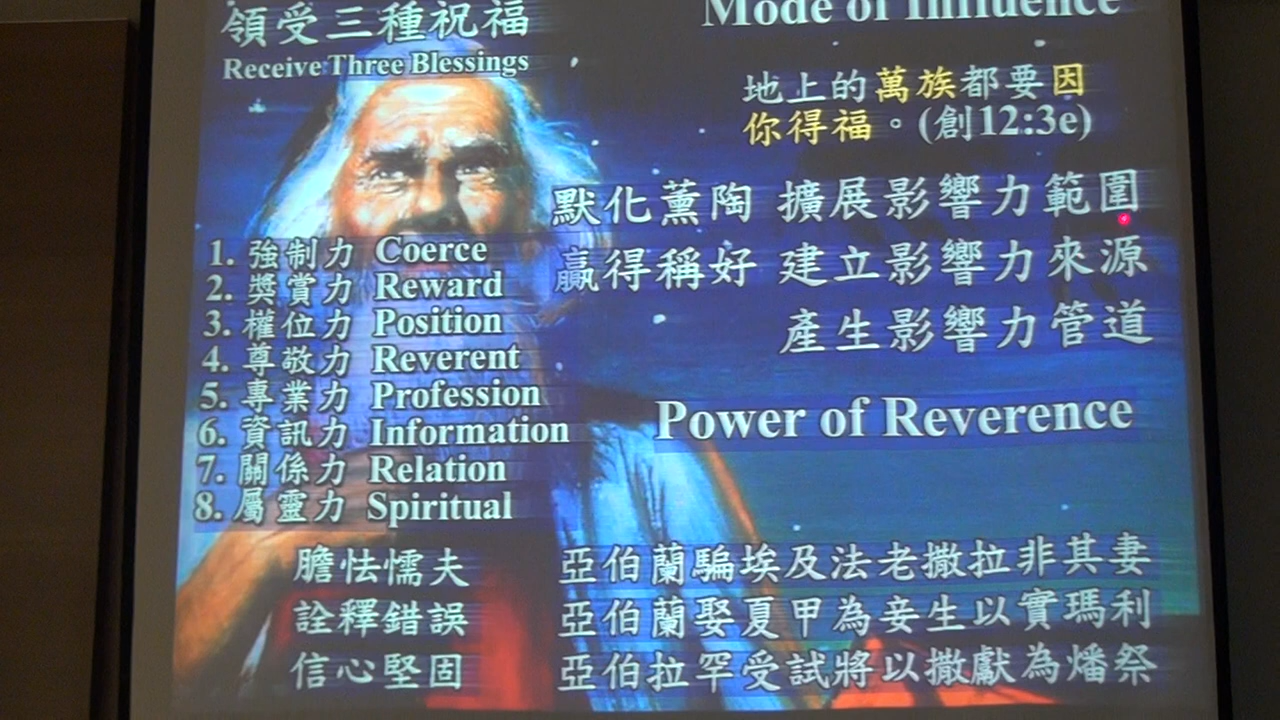 領受三種祝福
Receive Three Blessings
Mode of Influence
地上的萬族都要因
你得福。(創12:3e)
默化薰陶 擴展影響力範圍
贏得稱好 建立影響力來源
產生影響力管道
1. 強制力 Coerce
2. 獎賞力 Reward
3. 權位力 Position
4. 尊敬力 Reverent
5. 專業力 Profession
6. 資訊力 Information
7. 關係力 Relation
8. 屬靈力 Spiritual
Power of Reverence
膽怯懦夫 亞伯蘭騙埃及法老撒拉非其妻
詮釋錯誤 亞伯蘭娶夏甲為妾生以實瑪利
信心堅固 亞伯拉罕受試將以撒獻為燔祭